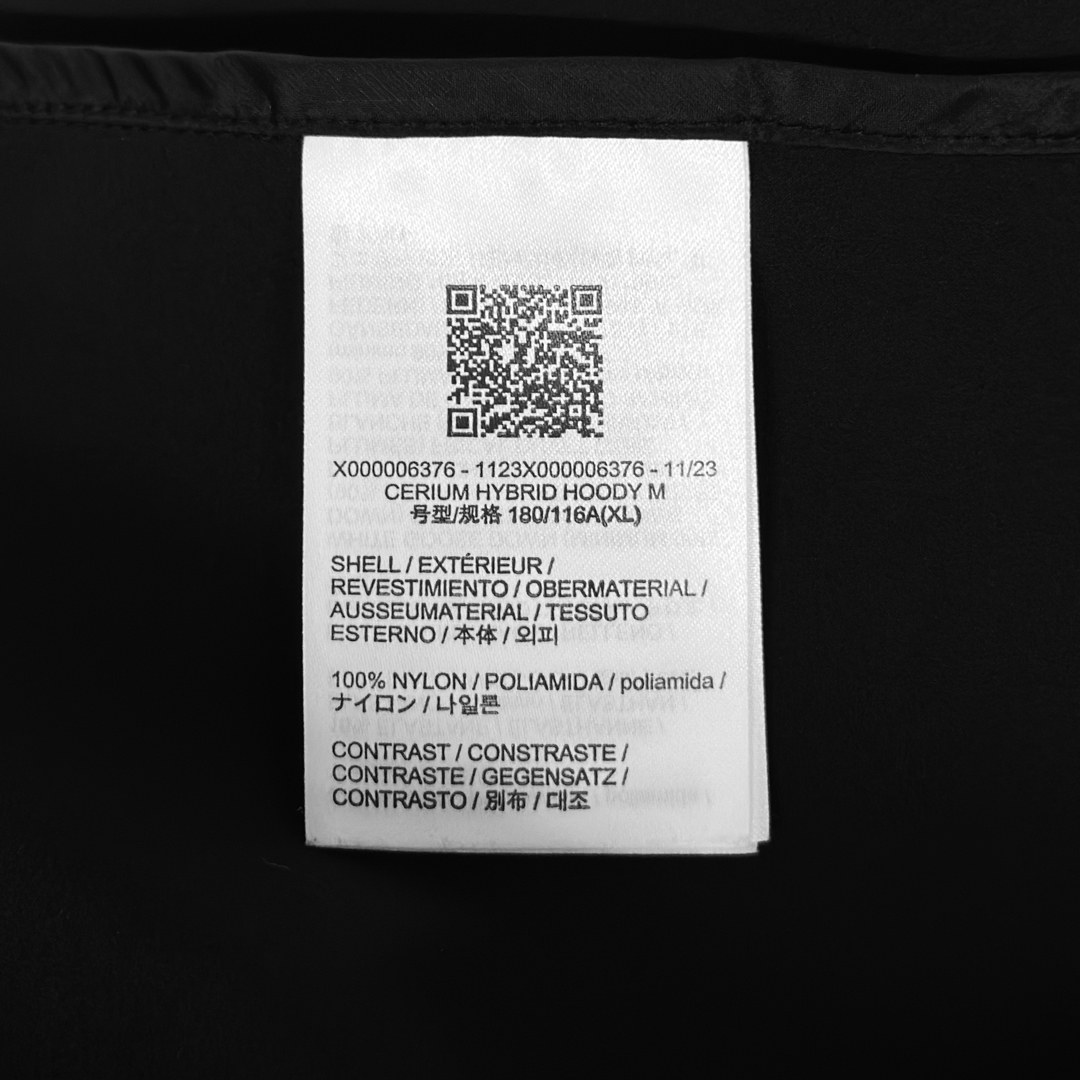 X000006376 - 1123X000006376 - 11/23
CERIUM HYBRID HOODY M
号型/规格 180/116A(XL)
SHELL / EXTÉRIEUR /
REVESTIMIENTO / OBERMATERIAL /
AUSSEUMATERIAL / TESSUTO
ESTERNO / 本体 / 외피
100% NYLON / POLIAMIDA / poliamida /
ナイロン / 나일론
CONTRAST / CONSTRASTE /
CONTRASTE / GEGENSATZ /
CONTRASTO / 別布 / 대조